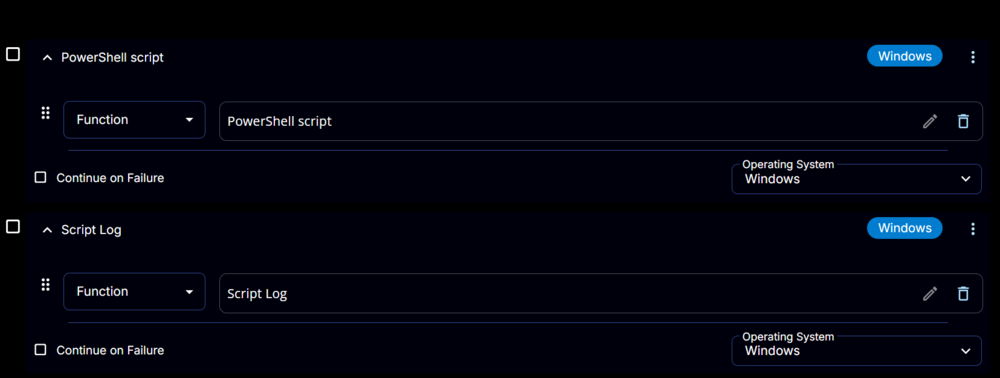 PowerShell script
Windows
Function
PowerShell script
Continue on Failure
Operating System
Windows
Script Log
Windows
Function
Script Log
Continue on Failure
Operating System
Windows